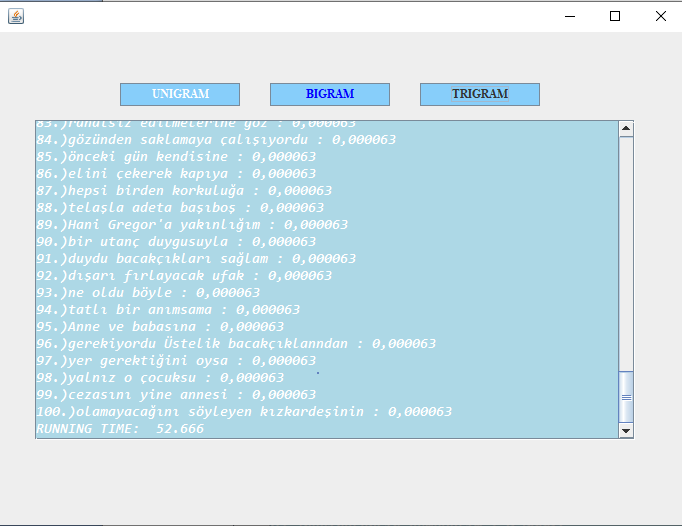 UNIGRAM
BIGRAM
TRIGRAM
83.)rahatsız edilmelerine göz : 0,000063
84.)gözünden saklamaya çalışıyordu : 0,000063
85.)önceki gün kendisine : 0,000063
86.)elini çekerek kapıya : 0,000063
87.)hepsi birden korkuluğa : 0,000063
88.)telaşla adeta başıboş : 0,000063
89.)Hani Gregor'a yakınlığım : 0,000063
90.)bir utanç duygusuyla : 0,000063
91.)duydu bacakçıkları sağlam : 0,000063
92.)dışarı fırlayacak ufak : 0,000063
93.)ne oldu böyle : 0,000063
94.)tatlı bir anımsama : 0,000063
95.)Anne ve babasına : 0,000063
96.)gerekiyordu Üstelik bacakçıklanndan : 0,000063
97.)yer gerektiğini oysa : 0,000063
98.)yalnız o çocuksu : 0,000063
99.)cezasını yine annesi : 0,000063
100.)olamayacağını söyleyen kızkardeşinin : 0,000063
RUNNING TIME:  52.666